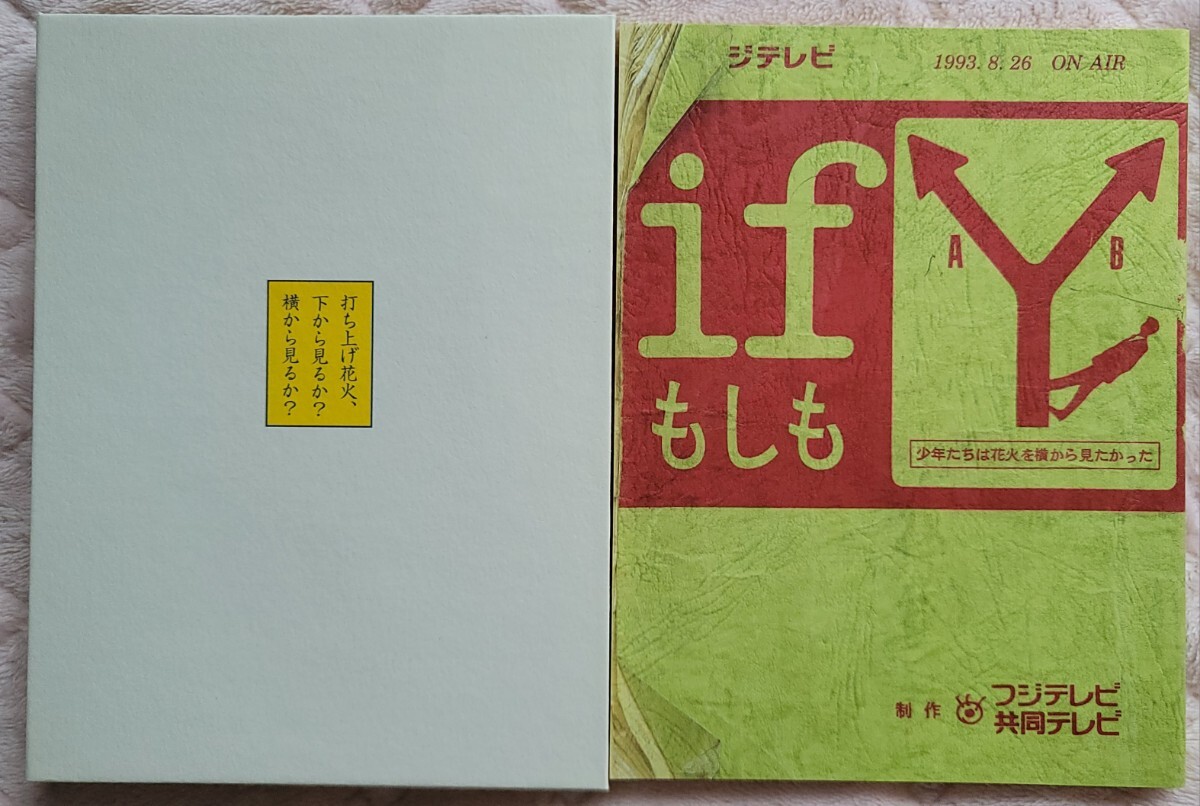 打ち上げ花火、
下から見るか?
横から見るか?
ジテレビ
1993. 8. 26 ON AIR
if
もしも
A
B
少年たちは花火を横から見たかった
制作
フジテレビ
共同テレビ